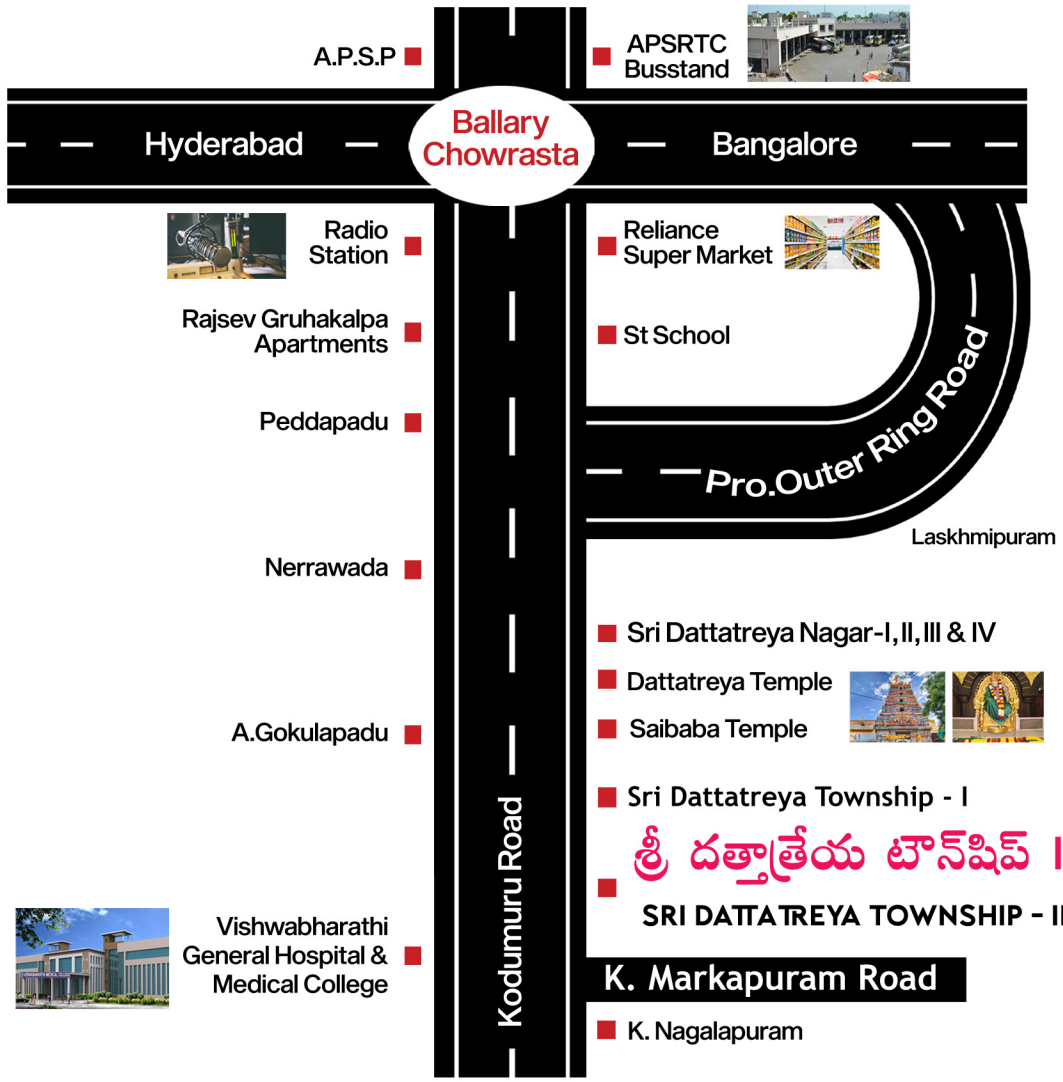 A.P.S.P
APSRTC
Busstand
Hyderabad
Ballary
Chowrasta
Bangalore
Radio
Station
Reliance
Super Market
Rajsev Gruhakalpa
Apartments
St School
Peddapadu
Pro.Outer Ring Road
Laskhmipuram
Nerrawada
Sri Dattatreya Nagar-I,II,III & IV
Dattatreya Temple
Saibaba Temple
A.Gokulapadu
Sri Dattatreya Township - I
శ్రీ దత్తాత్రేయ టౌన్‌షిప్ I
SRI DATTATREYA TOWNSHIP - II
Kodumuru Road
Vishwabharathi
General Hospital &
Medical College
K. Markapuram Road
K. Nagalapuram